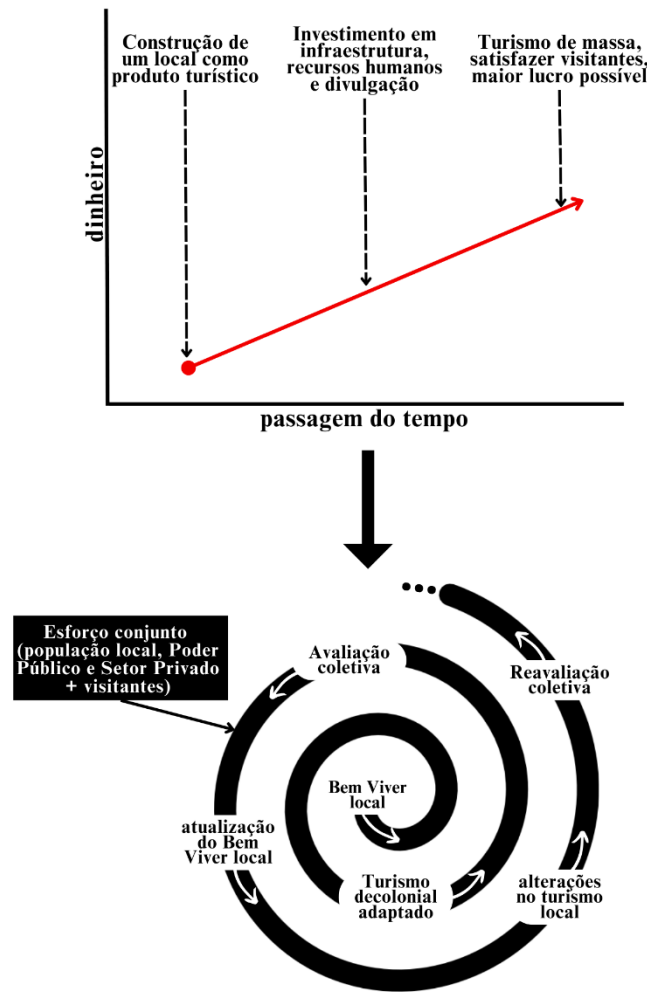 Construção de
um local como
produto turístico
Investimento em
infraestrutura,
recursos humanos
e divulgação
Turismo de massa,
satisfazer visitantes,
maior lucro possível
dinheiro
passagem do tempo
Esforço conjunto
(população local, Poder
Público e Setor Privado
+ visitantes)
Avaliação
coletiva
Reavaliação
coletiva
Bem Viver
local
atualização
do Bem
Viver local
Turismo
decolonial
adaptado
alterações
no turismo
local